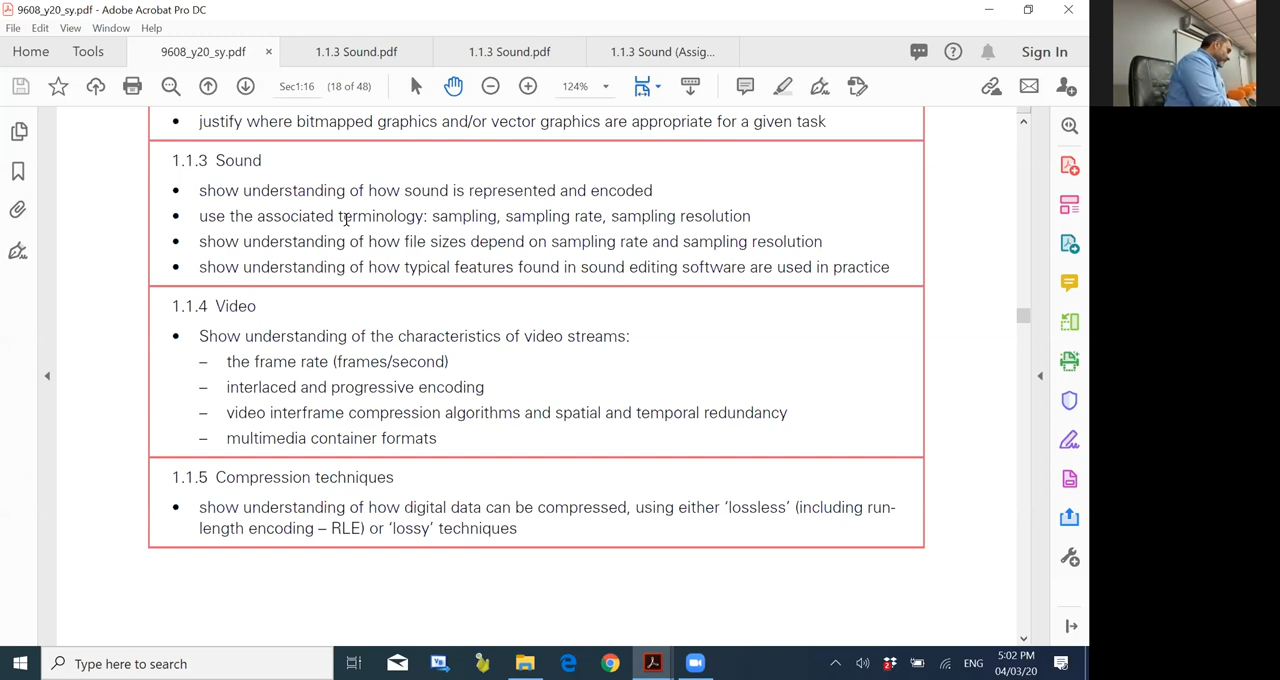 9608_y20_sy.pdf - Adobe Acrobat Pro DC
File Edit View Window Help
Home Tools 9608_y20_sy.pdf × 1.1.3 Sound.pdf 1.1.3 Sound.pdf 1.1.3 Sound (Assig... Sign In
Sec1:16 (18 of 48) 124%
• justify where bitmapped graphics and/or vector graphics are appropriate for a given task
1.1.3 Sound
• show understanding of how sound is represented and encoded
• use the associated terminology: sampling, sampling rate, sampling resolution
• show understanding of how file sizes depend on sampling rate and sampling resolution
• show understanding of how typical features found in sound editing software are used in practice
1.1.4 Video
• Show understanding of the characteristics of video streams:
– the frame rate (frames/second)
– interlaced and progressive encoding
– video interframe compression algorithms and spatial and temporal redundancy
– multimedia container formats
1.1.5 Compression techniques
• show understanding of how digital data can be compressed, using either ‘lossless’ (including run-
length encoding – RLE) or ‘lossy’ techniques
Type here to search
ENG
5:02 PM
04/03/20